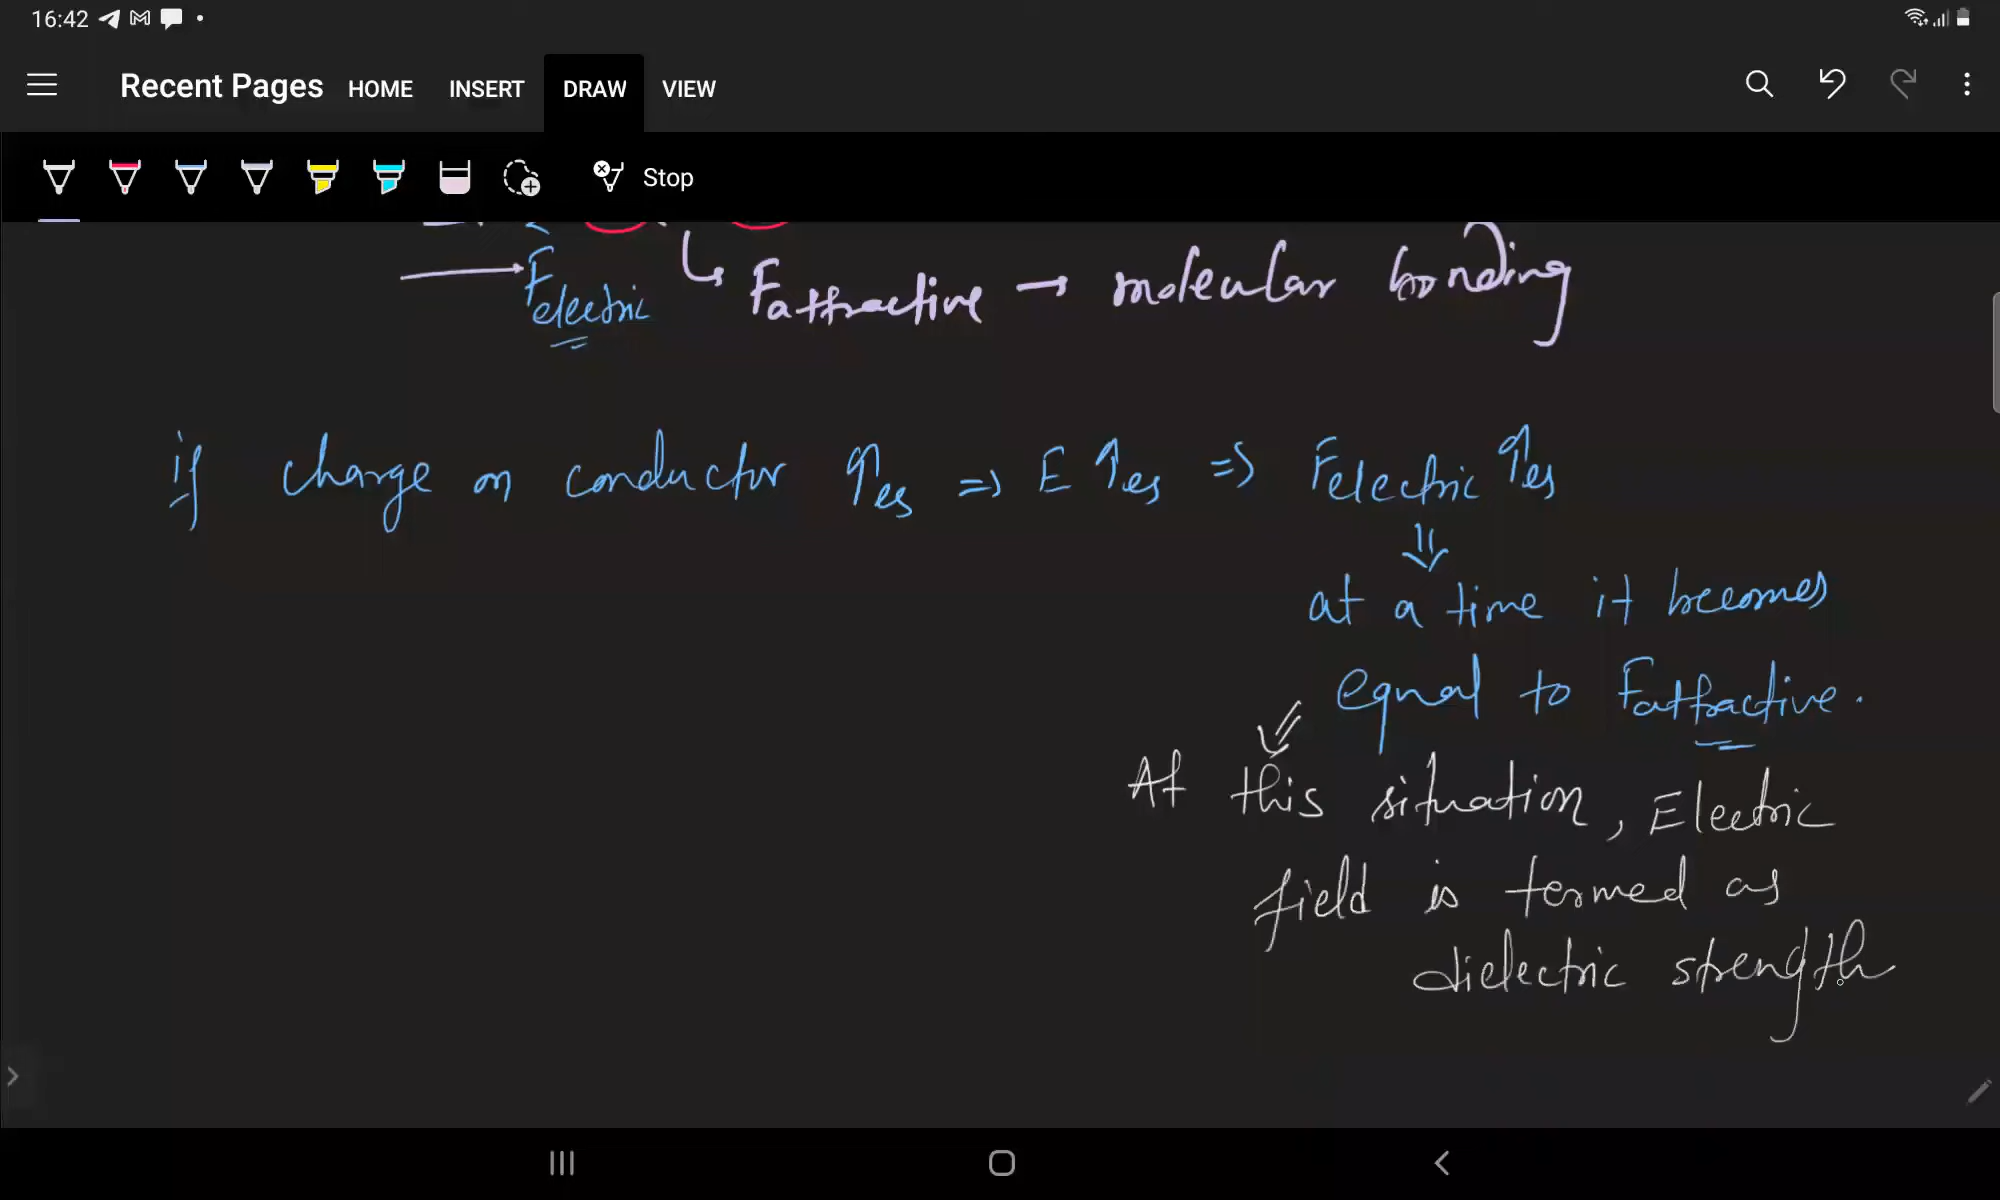 16:42
Recent Pages HOME INSERT DRAW VIEW
Stop
Felectric Fattractive → molecular bonding
if charge on conductor ↑es ⇒ E ↑es ⇒ Felectric ↑es
⇓
at a time it becomes
equal to Fattractive.
At this situation, Electric
field is termed as
dielectric strength